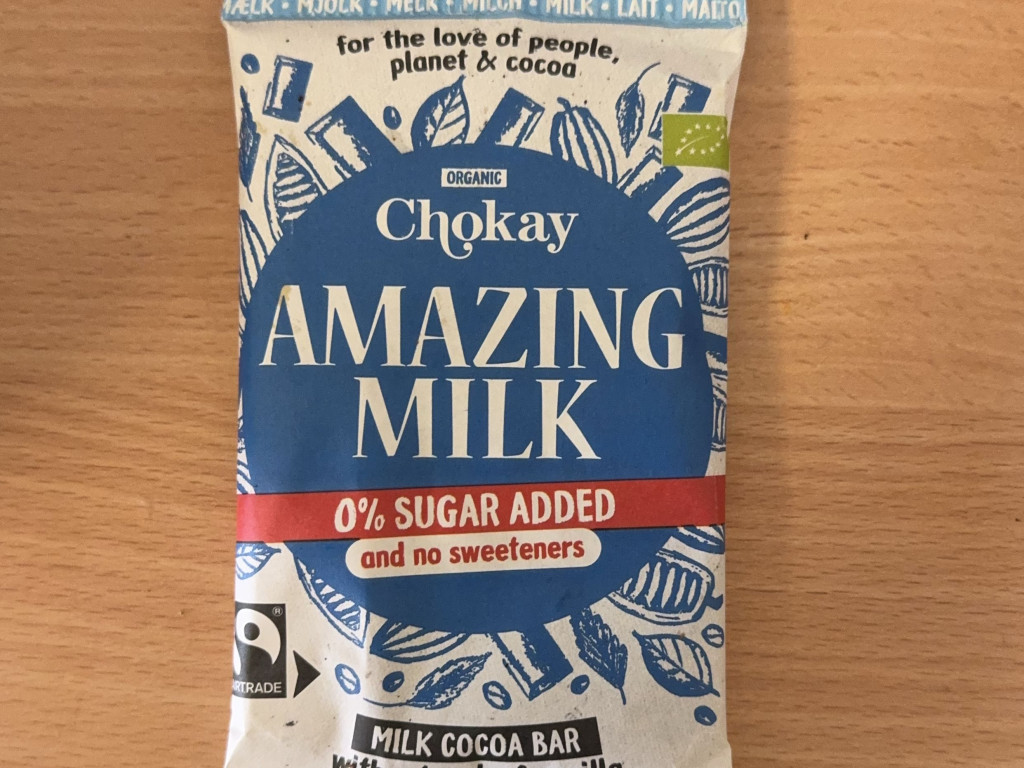 MJÖLK • MELK • MILCH • MILK • LAIT •
for the love of people,
planet & cocoa
ORGANIC
Chokay
AMAZING
MILK
0% SUGAR ADDED
and no sweeteners
®
MILK COCOA BAR